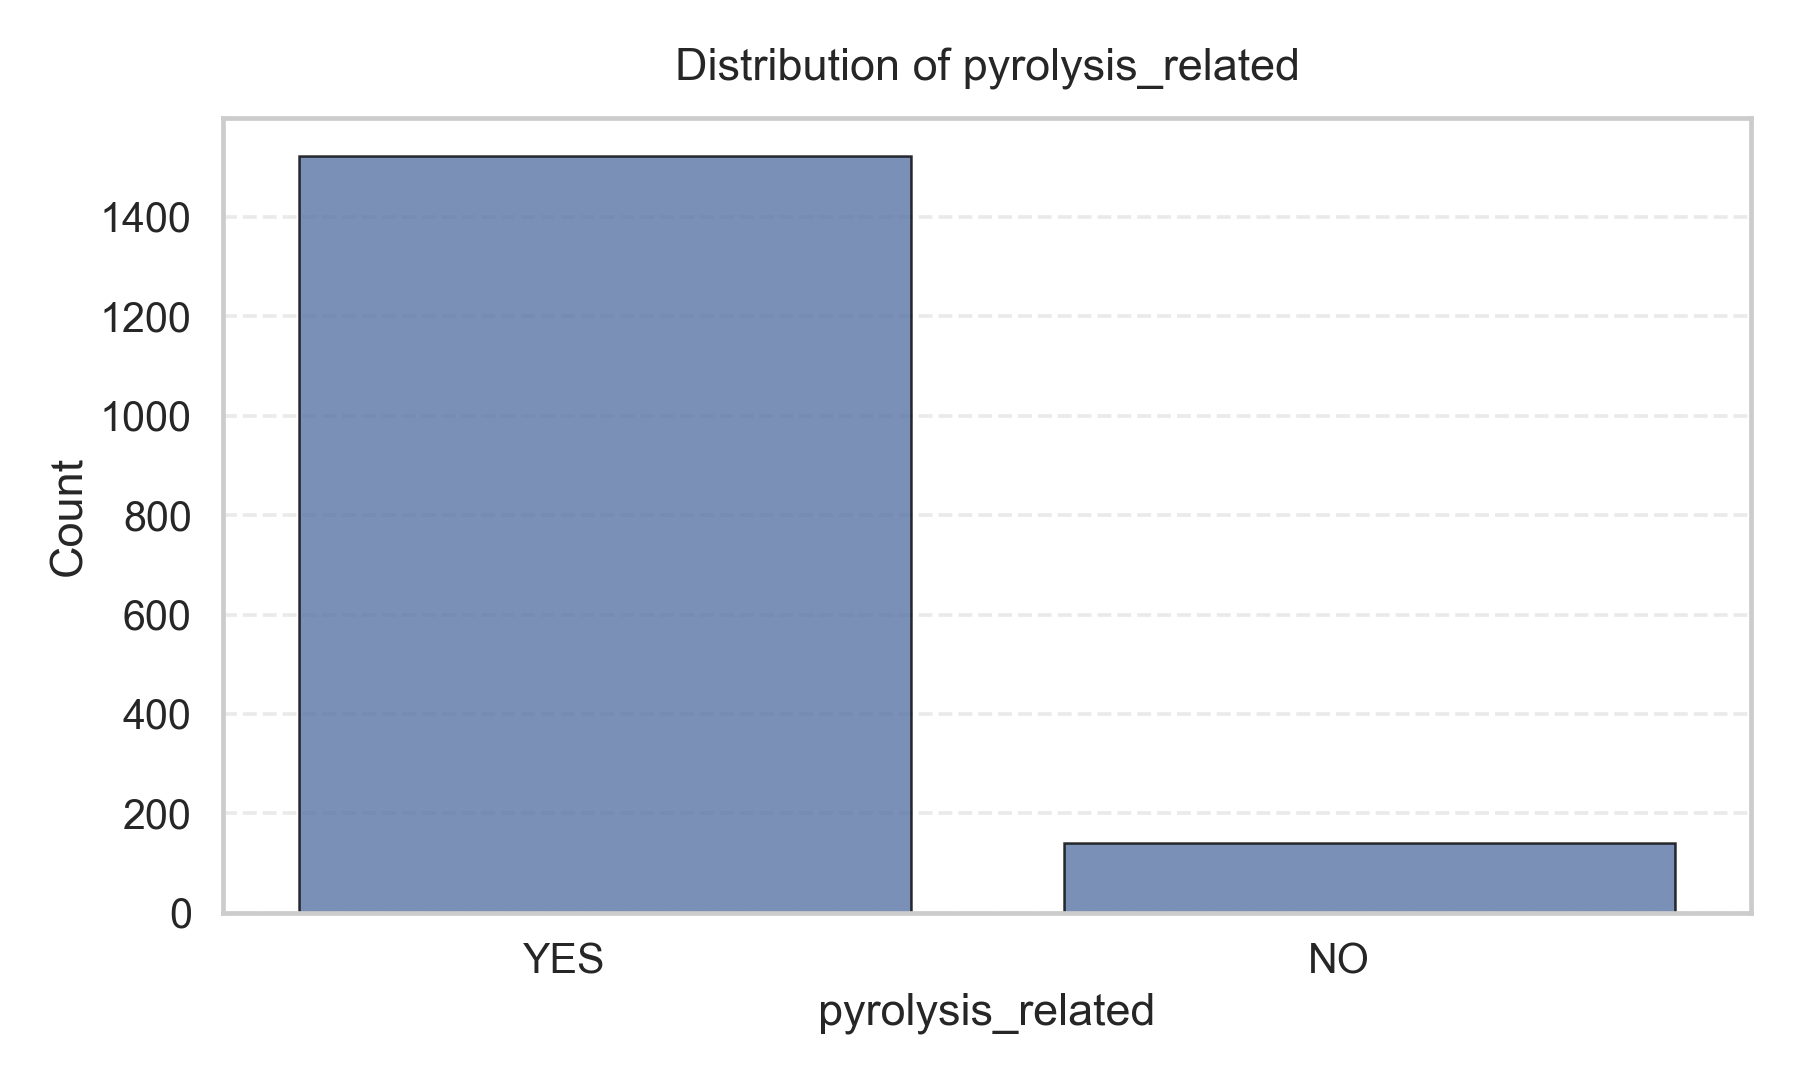 Distribution of pyrolysis_related
Count
1400
1200
1000
800
600
400
200
0
YES NO
pyrolysis_related